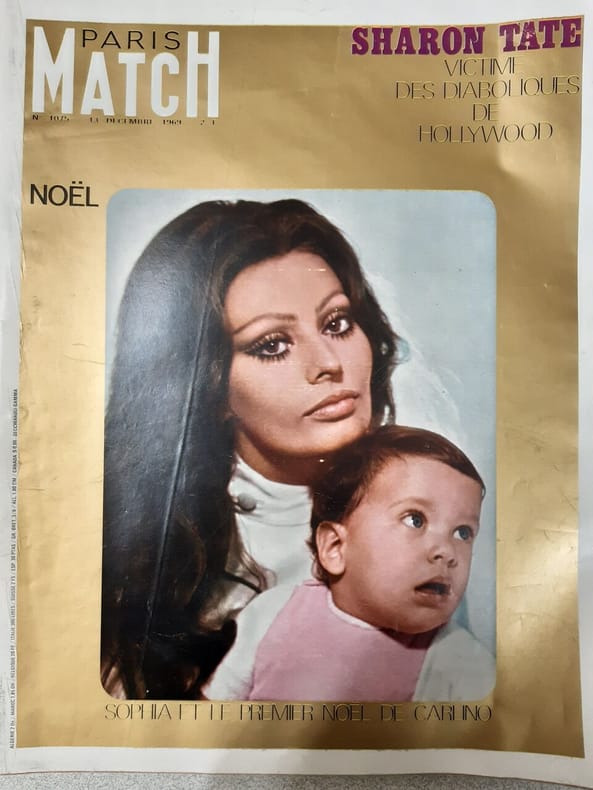 PARIS
MATCH
N° 1075 13 DECEMBRE 1969 2 F
SHARON TATE
VICTIME
DES DIABOLIQUES
DE
HOLLYWOOD
NOËL
SOPHIA ET LE PREMIER NOËL DE CARLINO